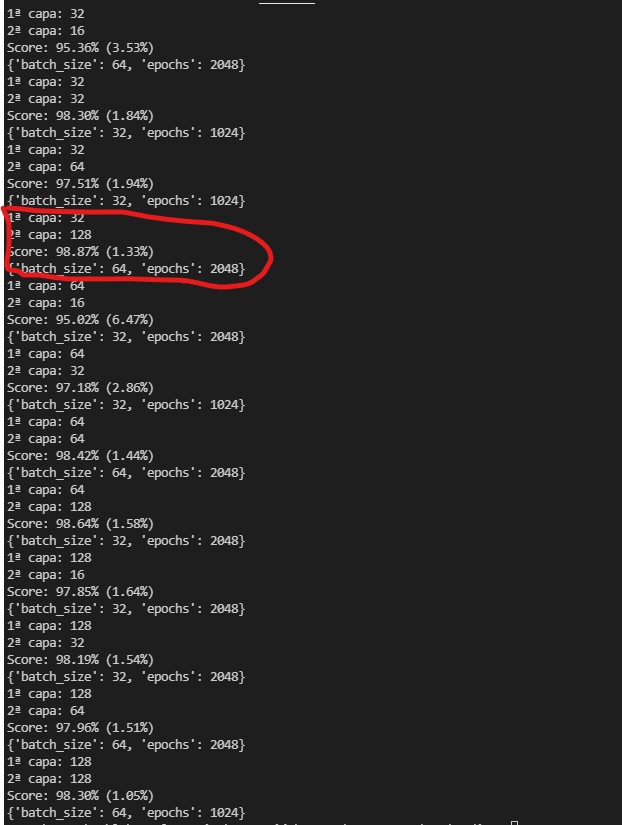 1ª capa: 32
2ª capa: 16
Score: 95.36% (3.53%)
{'batch_size': 64, 'epochs': 2048}
1ª capa: 32
2ª capa: 32
Score: 98.30% (1.84%)
{'batch_size': 32, 'epochs': 1024}
1ª capa: 32
2ª capa: 64
Score: 97.51% (1.94%)
{'batch_size': 32, 'epochs': 1024}
1ª capa: 32
2ª capa: 128
Score: 98.87% (1.33%)
{'batch_size': 64, 'epochs': 2048}
1ª capa: 64
2ª capa: 16
Score: 95.02% (6.47%)
{'batch_size': 32, 'epochs': 2048}
1ª capa: 64
2ª capa: 32
Score: 97.18% (2.86%)
{'batch_size': 32, 'epochs': 1024}
1ª capa: 64
2ª capa: 64
Score: 98.42% (1.44%)
{'batch_size': 64, 'epochs': 2048}
1ª capa: 64
2ª capa: 128
Score: 98.64% (1.58%)
{'batch_size': 32, 'epochs': 2048}
1ª capa: 128
2ª capa: 16
Score: 97.85% (1.64%)
{'batch_size': 32, 'epochs': 2048}
1ª capa: 128
2ª capa: 32
Score: 98.19% (1.54%)
{'batch_size': 32, 'epochs': 2048}
1ª capa: 128
2ª capa: 64
Score: 97.96% (1.51%)
{'batch_size': 64, 'epochs': 2048}
1ª capa: 128
2ª capa: 128
Score: 98.30% (1.05%)
{'batch_size': 32, 'epochs': 1024}